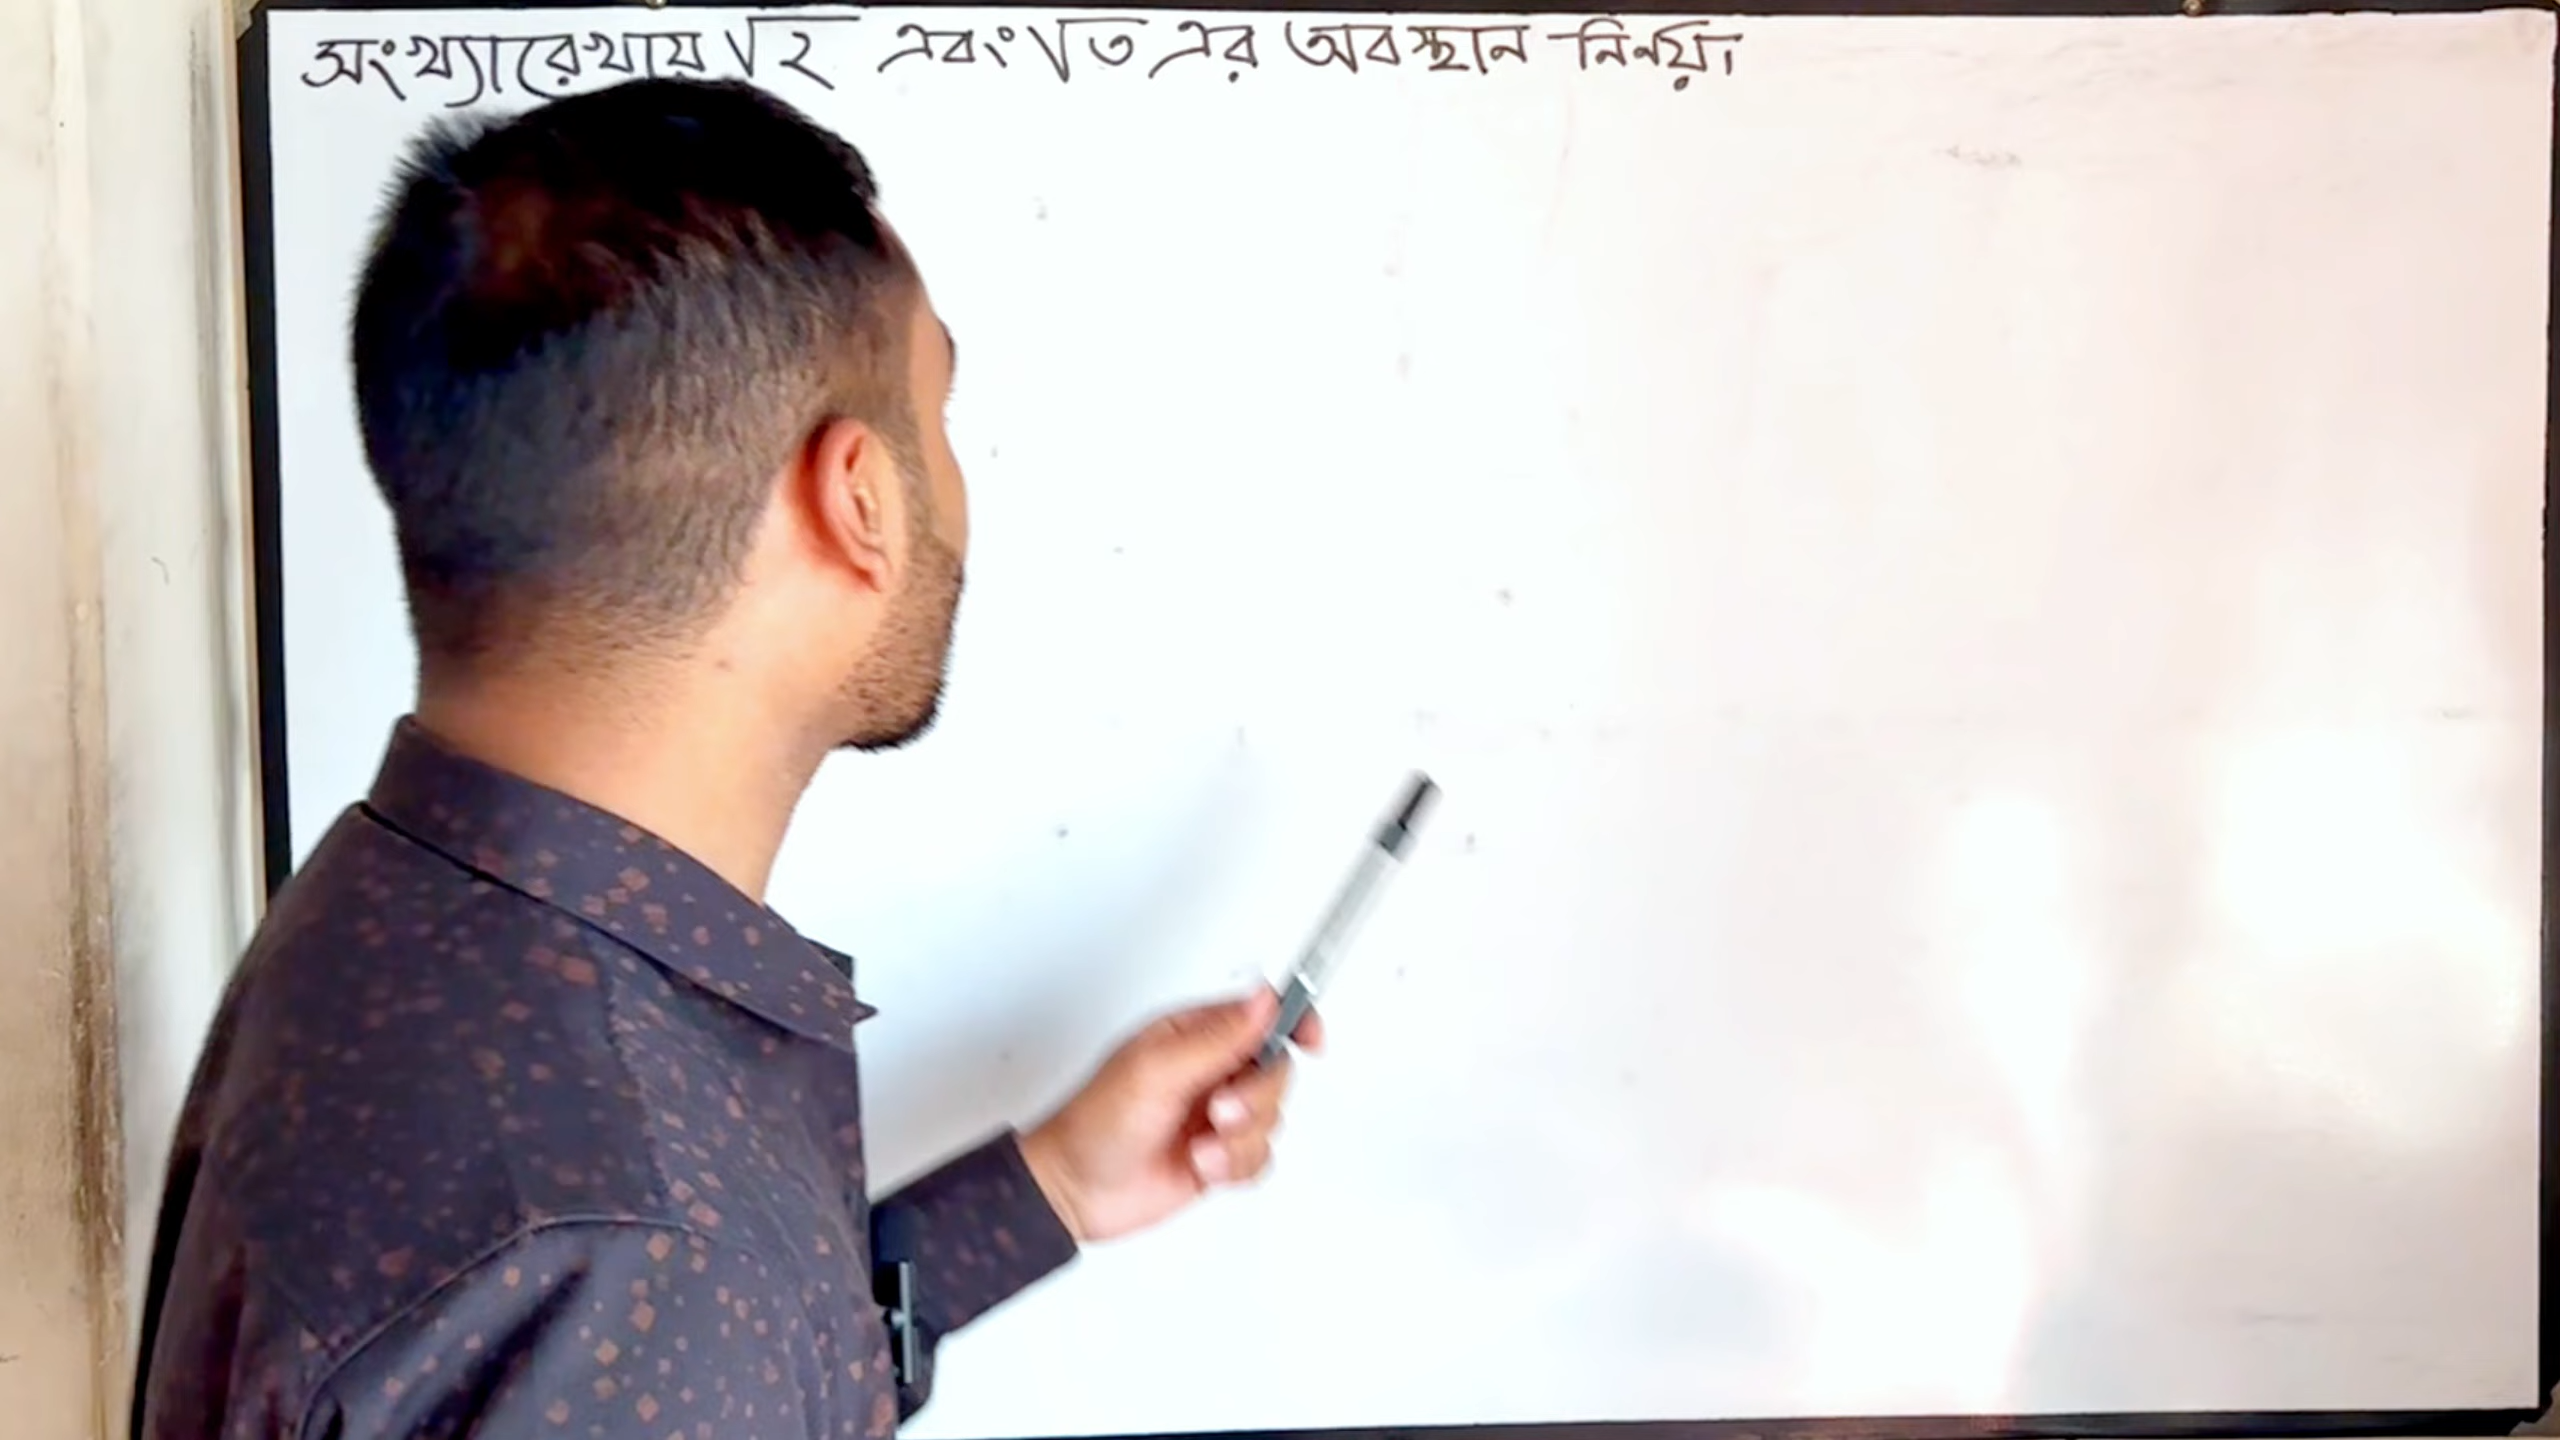 সংখ্যারেখায় √২ এবং √৩ এর অবস্থান নির্ণয়।